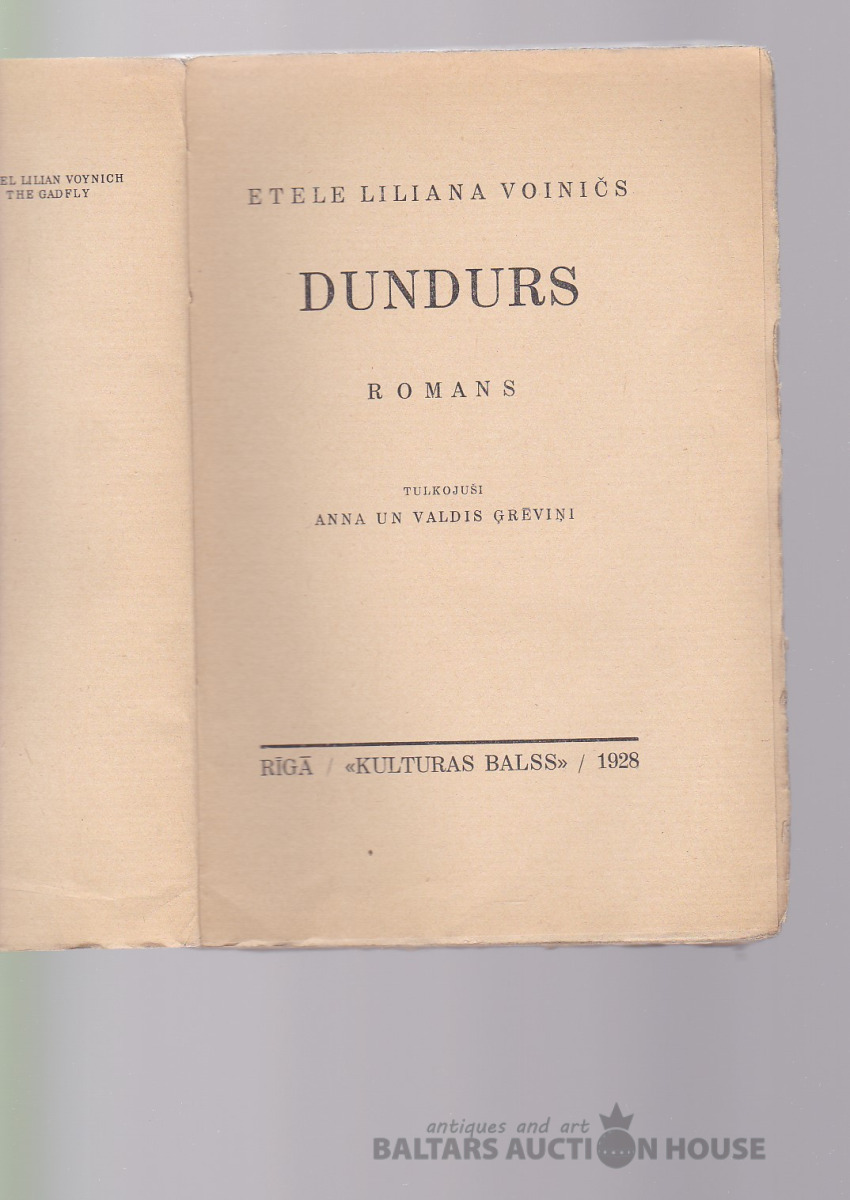 EL LILIAN VOYNICH
THE GADFLY
ETELE LILIANA VOINIČS
DUNDURS
ROMANS
TULKOJUŠI
ANNA UN VALDIS ĢRĒVIŅI
RĪGĀ / «KULTURAS BALSS» / 1928
antiques and art
BALTARS AUCTION HOUSE